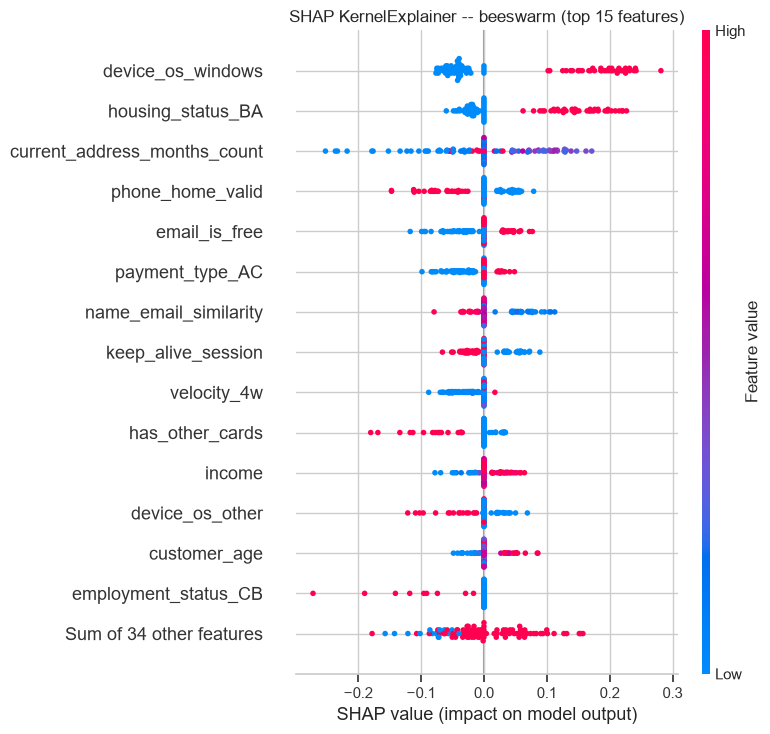 SHAP KernelExplainer -- beeswarm (top 15 features)
High
device_os_windows
housing_status_BA
current_address_months_count
phone_home_valid
email_is_free
payment_type_AC
name_email_similarity
keep_alive_session
velocity_4w
has_other_cards
income
device_os_other
customer_age
employment_status_CB
Sum of 34 other features
Feature value
Low
−0.2 −0.1 0.0 0.1 0.2 0.3
SHAP value (impact on model output)